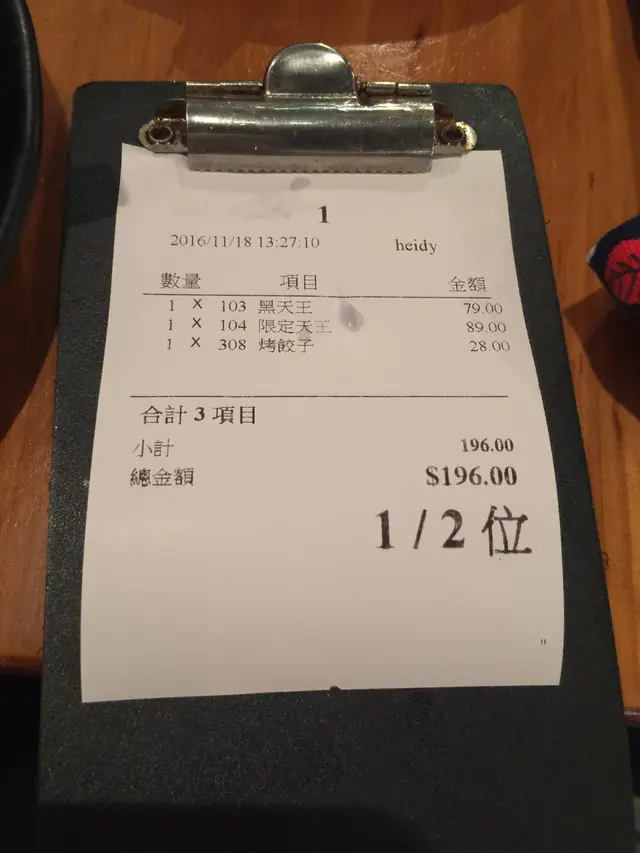 1
2016/11/18 13:27:10 heidy
數量 項目 金額
1 X 103 黑天王 79.00
1 X 104 限定天王 89.00
1 X 308 烤餃子 28.00
合計 3 項目
小計 196.00
總金額 $196.00
1 / 2 位
"